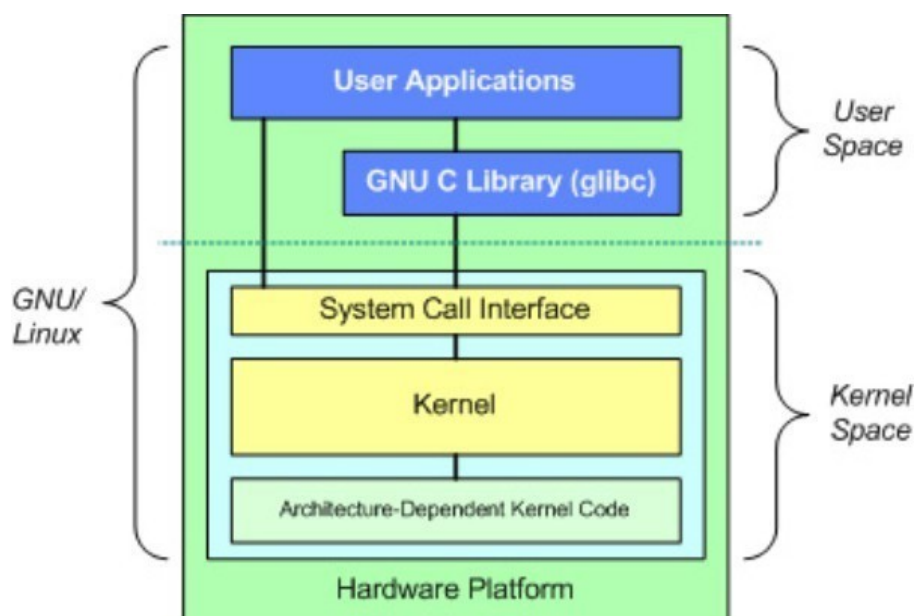 User Applications
User
Space
GNU C Library (glibc)
GNU/
Linux
System Call Interface
Kernel
Kernel
Space
Architecture-Dependent Kernel Code
Hardware Platform